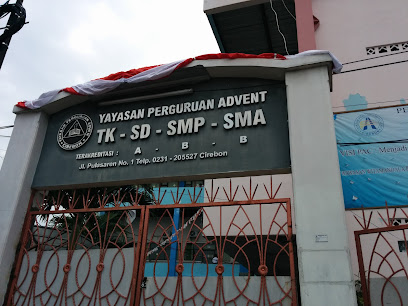 YAYASAN PERGURUAN ADVENT
TK - SD - SMP - SMA
TERAKREDITASI : A - B - B
Jl. Pulasaren No. 1 Telp. 0231 - 205527 Cirebon